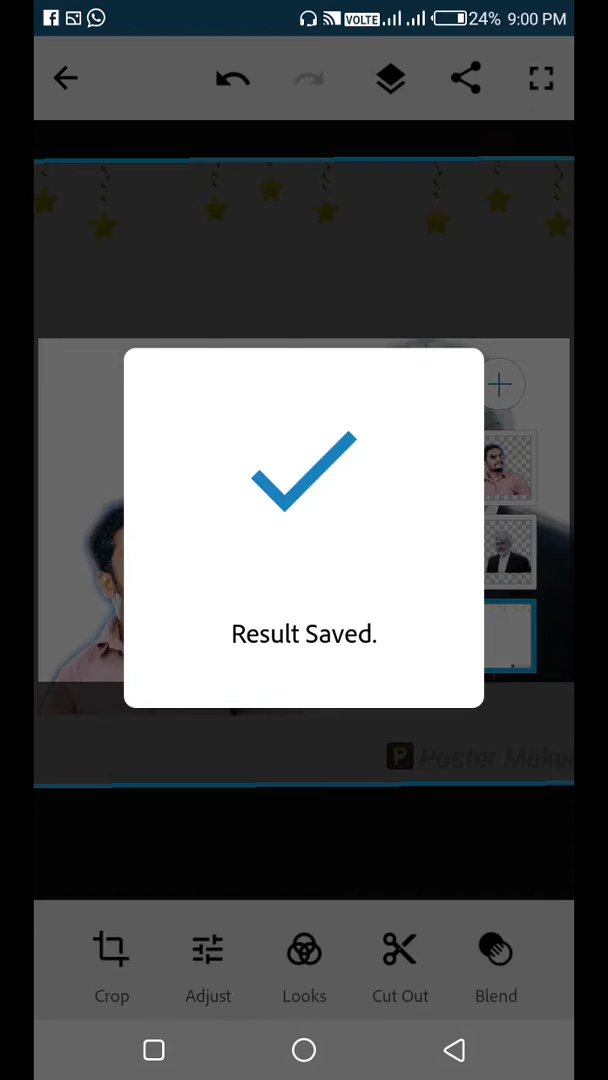 VOLTE 24% 9:00 PM
Result Saved.
P Poster Maker
Crop Adjust Looks Cut Out Blend